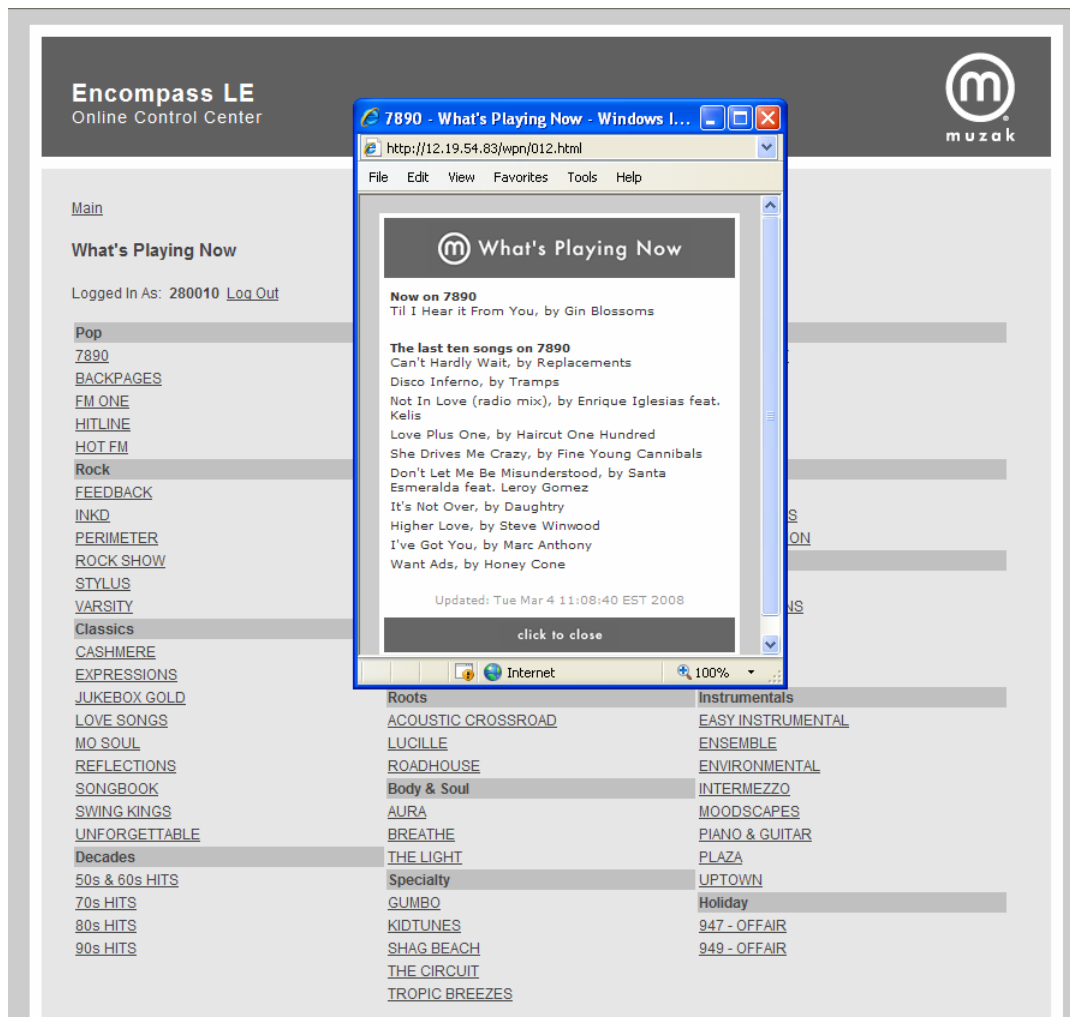 Encompass LE
Online Control Center
muzak
Main
What's Playing Now
Logged In As: 280010 Log Out
Pop
7890
BACKPAGES
FM ONE
HITLINE
HOT FM
Rock
FEEDBACK
INKD
PERIMETER
ROCK SHOW
STYLUS
VARSITY
Classics
CASHMERE
EXPRESSIONS
JUKEBOX GOLD
LOVE SONGS
MO SOUL
REFLECTIONS
SONGBOOK
SWING KINGS
UNFORGETTABLE
Decades
50s & 60s HITS
70s HITS
80s HITS
90s HITS
7890 - What's Playing Now - Windows I...
http://12.19.54.83/wpn/012.html
File Edit View Favorites Tools Help
m What's Playing Now
Now on 7890
Til I Hear it From You, by Gin Blossoms
The last ten songs on 7890
Can't Hardly Wait, by Replacements
Disco Inferno, by Tramps
Not In Love (radio mix), by Enrique Iglesias feat.
Kelis
Love Plus One, by Haircut One Hundred
She Drives Me Crazy, by Fine Young Cannibals
Don't Let Me Be Misunderstood, by Santa
Esmeralda feat. Leroy Gomez
It's Not Over, by Daughtry
Higher Love, by Steve Winwood
I've Got You, by Marc Anthony
Want Ads, by Honey Cone
Updated: Tue Mar 4 11:08:40 EST 2008
click to close
Internet 100%
Roots
ACOUSTIC CROSSROAD
LUCILLE
ROADHOUSE
Body & Soul
AURA
BREATHE
THE LIGHT
Specialty
GUMBO
KIDTUNES
SHAG BEACH
THE CIRCUIT
TROPIC BREEZES
S
ON
NS
Instrumentals
EASY INSTRUMENTAL
ENSEMBLE
ENVIRONMENTAL
INTERMEZZO
MOODSCAPES
PIANO & GUITAR
PLAZA
UPTOWN
Holiday
947 - OFFAIR
949 - OFFAIR